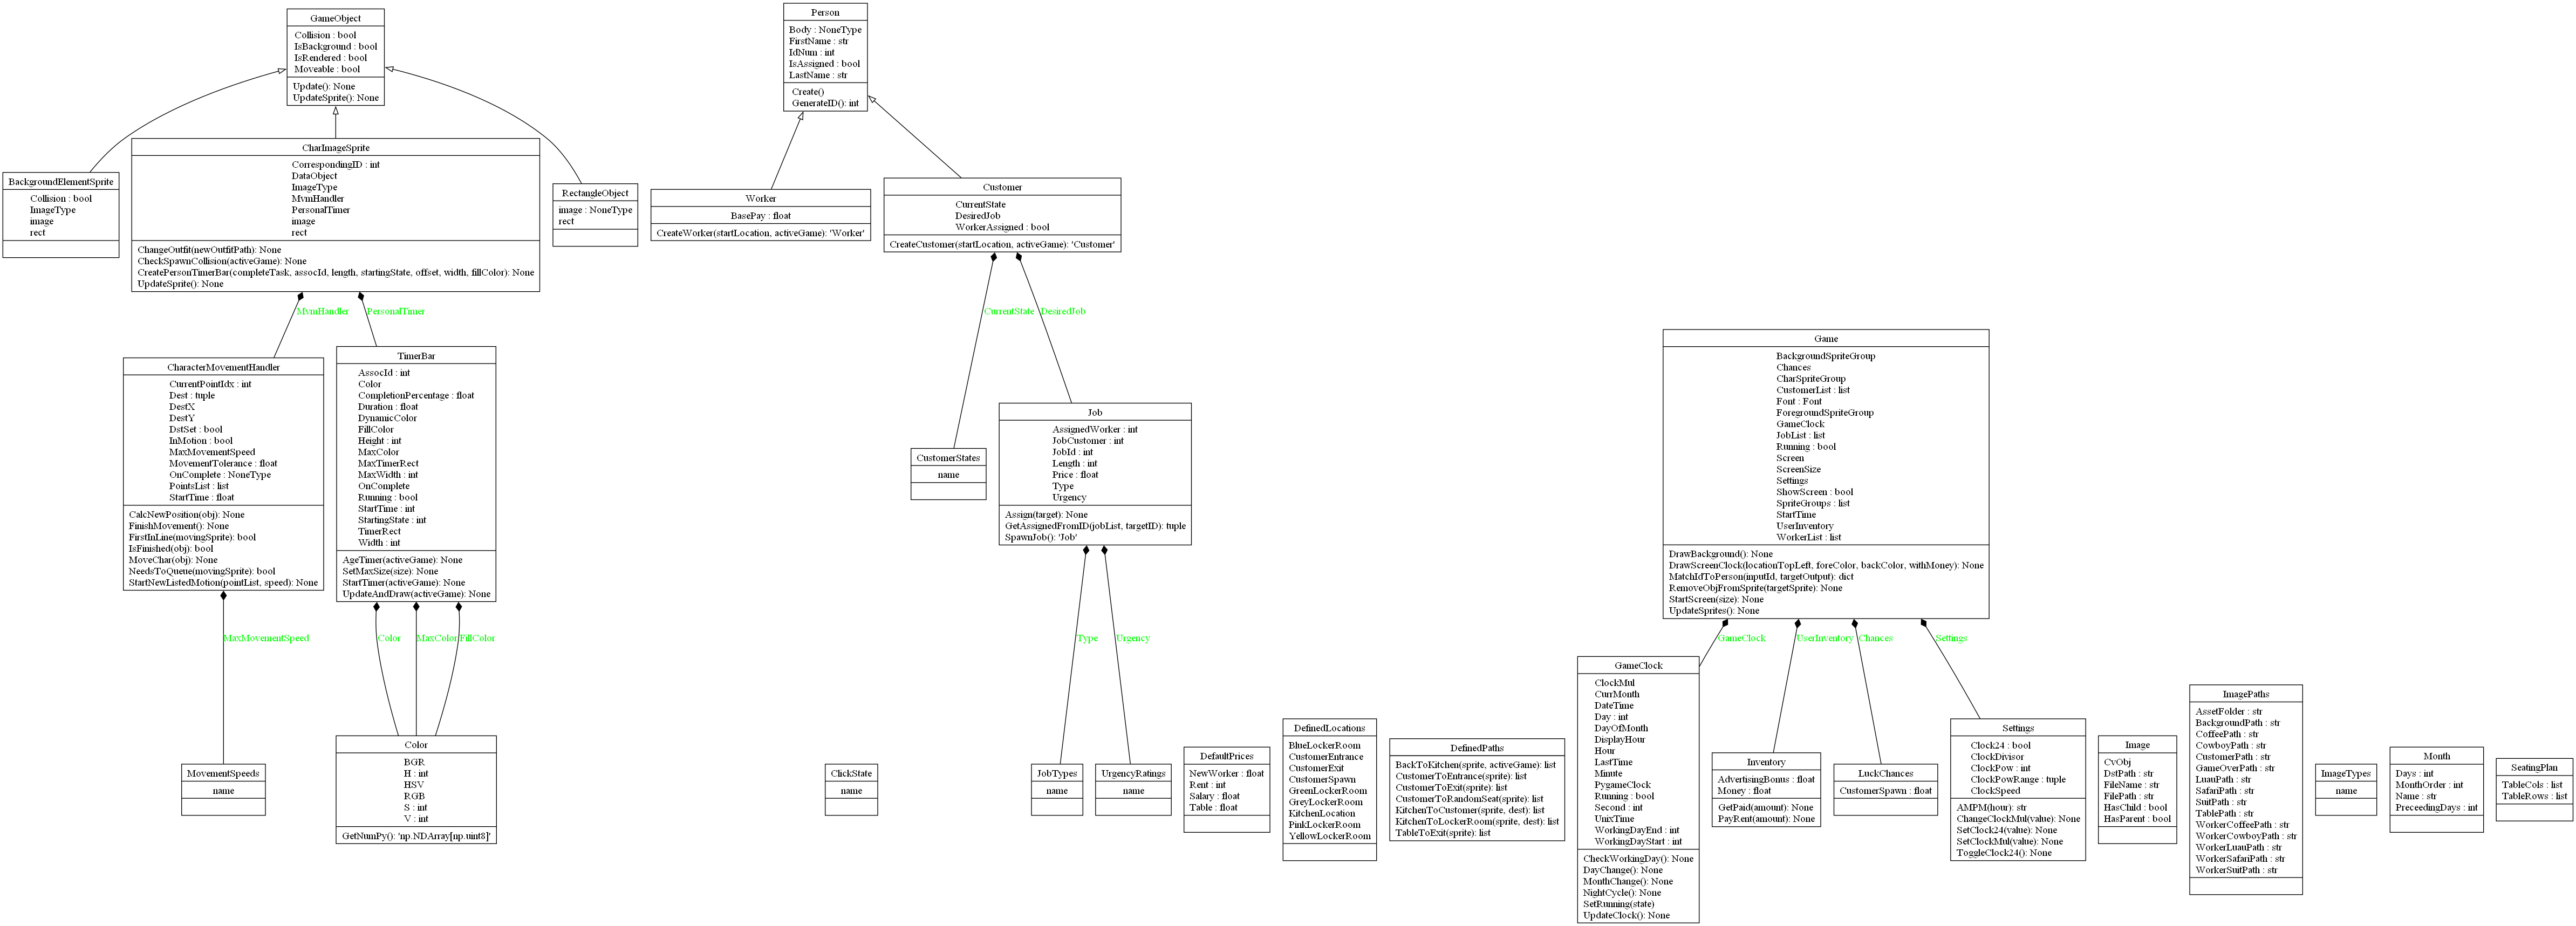 GameObject
Collision : bool
IsBackground : bool
IsRendered : bool
Moveable : bool
Update(): None
UpdateSprite(): None
Person
Body : NoneType
FirstName : str
IdNum : int
IsAssigned : bool
LastName : str
Create()
GenerateID(): int
BackgroundElementSprite
Collision : bool
ImageType
image
rect
CharImageSprite
CorrespondingID : int
DataObject
ImageType
MvmHandler
PersonalTimer
image
rect
ChangeOutfit(newOutfitPath): None
CheckSpawnCollision(activeGame): None
CreatePersonTimerBar(completeTask, assocId, length, startingState, offset, width, fillColor): None
UpdateSprite(): None
RectangleObject
image : NoneType
rect
Worker
BasePay : float
CreateWorker(startLocation, activeGame): 'Worker'
Customer
CurrentState
DesiredJob
WorkerAssigned : bool
CreateCustomer(startLocation, activeGame): 'Customer'
MvmHandler
PersonalTimer
CurrentState
DesiredJob
CharacterMovementHandler
CurrentPointIdx : int
Dest : tuple
DestX
DestY
DstSet : bool
InMotion : bool
MaxMovementSpeed
MovementTolerance : float
OnComplete : NoneType
PointsList : list
StartTime : float
CalcNewPosition(obj): None
FinishMovement(): None
FirstInLine(movingSprite): bool
IsFinished(obj): bool
MoveChar(obj): None
NeedsToQueue(movingSprite): bool
StartNewListedMotion(pointList, speed): None
TimerBar
AssocId : int
Color
CompletionPercentage : float
Duration : float
DynamicColor
FillColor
Height : int
MaxColor
MaxTimerRect
MaxWidth : int
OnComplete
Running : bool
StartTime : int
StartingState : int
TimerRect
Width : int
AgeTimer(activeGame): None
SetMaxSize(size): None
StartTimer(activeGame): None
UpdateAndDraw(activeGame): None
CustomerStates
name
Job
AssignedWorker : int
JobCustomer : int
JobId : int
Length : int
Price : float
Type
Urgency
Assign(target): None
GetAssignedFromID(jobList, targetID): tuple
SpawnJob(): 'Job'
Game
BackgroundSpriteGroup
Chances
CharSpriteGroup
CustomerList : list
Font : Font
ForegroundSpriteGroup
GameClock
JobList : list
Running : bool
Screen
ScreenSize
Settings
ShowScreen : bool
SpriteGroups : list
StartTime
UserInventory
WorkerList : list
DrawBackground(): None
DrawScreenClock(locationTopLeft, foreColor, backColor, withMoney): None
MatchIdToPerson(inputId, targetOutput): dict
RemoveObjFromSprite(targetSprite): None
StartScreen(size): None
UpdateSprites(): None
MaxMovementSpeed
Color
MaxColor
FillColor
Type
Urgency
GameClock
UserInventory
Chances
Settings
MovementSpeeds
name
Color
BGR
H : int
HSV
RGB
S : int
V : int
GetNumPy(): 'np.NDArray[np.uint8]'
ClickState
name
JobTypes
name
UrgencyRatings
name
DefaultPrices
NewWorker : float
Rent : int
Salary : float
Table : float
DefinedLocations
BlueLockerRoom
CustomerEntrance
CustomerExit
CustomerSpawn
GreenLockerRoom
GreyLockerRoom
KitchenLocation
PinkLockerRoom
YellowLockerRoom
DefinedPaths
BackToKitchen(sprite, activeGame): list
CustomerToEntrance(sprite): list
CustomerToExit(sprite): list
CustomerToRandomSeat(sprite): list
KitchenToCustomer(sprite, dest): list
KitchenToLockerRoom(sprite, dest): list
TableToExit(sprite): list
GameClock
ClockMul
CurrMonth
DateTime
Day : int
DayOfMonth
DisplayHour
Hour
LastTime
Minute
PygameClock
Running : bool
Second : int
UnixTime
WorkingDayEnd : int
WorkingDayStart : int
CheckWorkingDay(): None
DayChange(): None
MonthChange(): None
NightCycle(): None
SetRunning(state)
UpdateClock(): None
Inventory
AdvertisingBonus : float
Money : float
GetPaid(amount): None
PayRent(amount): None
LuckChances
CustomerSpawn : float
Settings
Clock24 : bool
ClockDivisor
ClockPow : int
ClockPowRange : tuple
ClockSpeed
AMPM(hour): str
ChangeClockMul(value): None
SetClock24(value): None
SetClockMul(value): None
ToggleClock24(): None
Image
CvObj
DstPath : str
FileName : str
FilePath : str
HasChild : bool
HasParent : bool
ImagePaths
AssetFolder : str
BackgroundPath : str
CoffeePath : str
CowboyPath : str
CustomerPath : str
GameOverPath : str
LuauPath : str
SafariPath : str
SuitPath : str
TablePath : str
WorkerCoffeePath : str
WorkerCowboyPath : str
WorkerLuauPath : str
WorkerSafariPath : str
WorkerSuitPath : str
ImageTypes
name
Month
Days : int
MonthOrder : int
Name : str
PreceedingDays : int
SeatingPlan
TableCols : list
TableRows : list